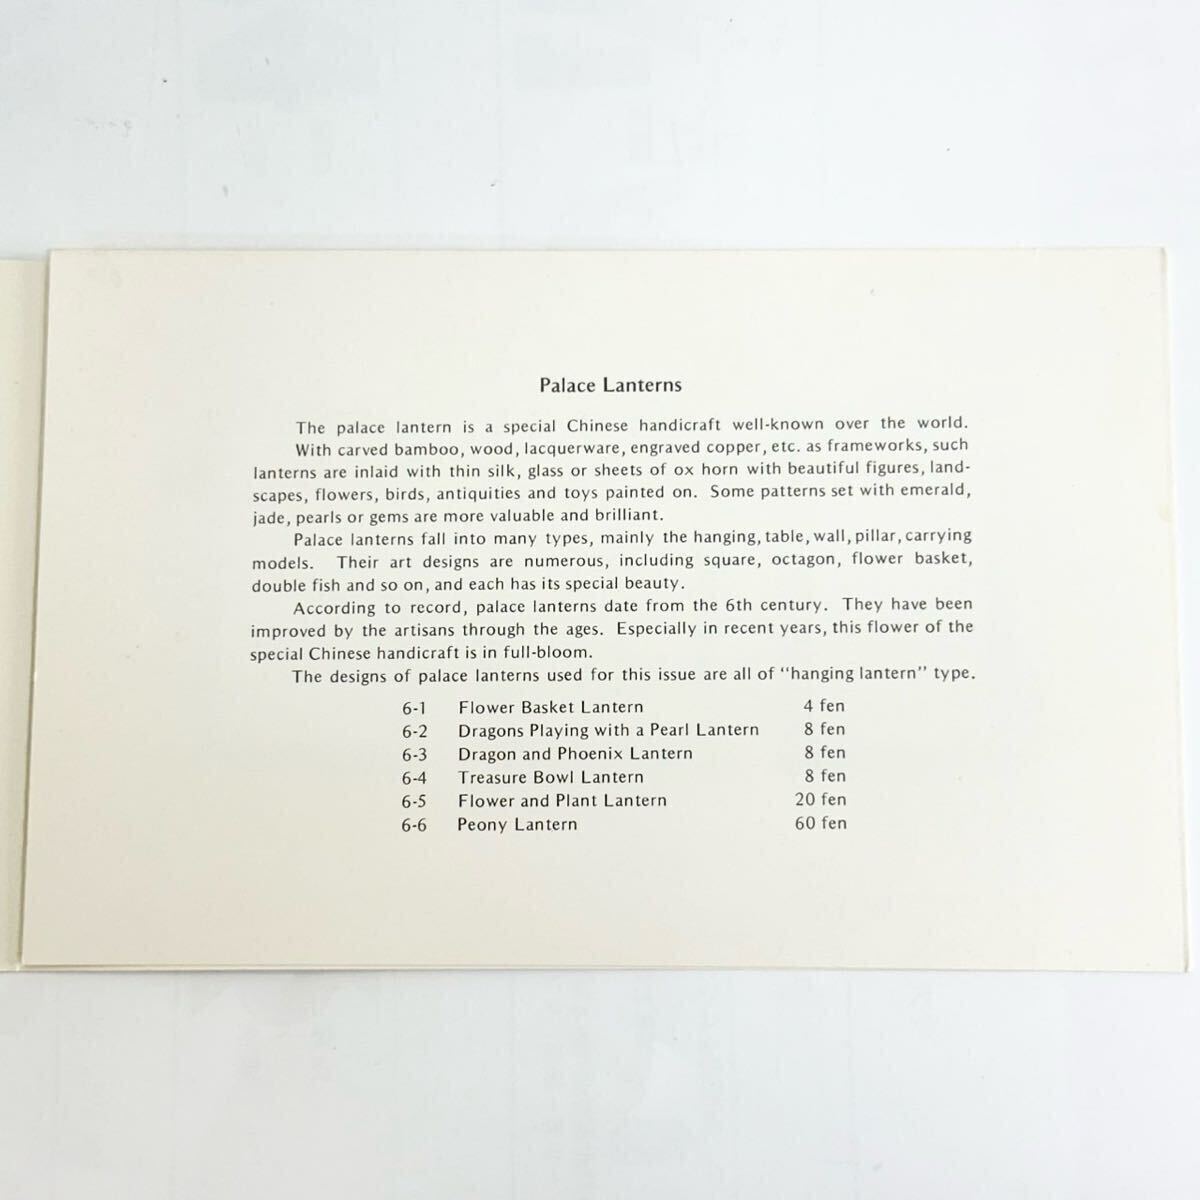 Palace Lanterns
The palace lantern is a special Chinese handicraft well-known over the world.
With carved bamboo, wood, lacquerware, engraved copper, etc. as frameworks, such
lanterns are inlaid with thin silk, glass or sheets of ox horn with beautiful figures, land-
scapes, flowers, birds, antiquities and toys painted on. Some patterns set with emerald,
jade, pearls or gems are more valuable and brilliant.
Palace lanterns fall into many types, mainly the hanging, table, wall, pillar, carrying
models. Their art designs are numerous, including square, octagon, flower basket,
double fish and so on, and each has its special beauty.
According to record, palace lanterns date from the 6th century. They have been
improved by the artisans through the ages. Especially in recent years, this flower of the
special Chinese handicraft is in full-bloom.
The designs of palace lanterns used for this issue are all of "hanging lantern" type.
6-1 Flower Basket Lantern 4 fen
6-2 Dragons Playing with a Pearl Lantern 8 fen
6-3 Dragon and Phoenix Lantern 8 fen
6-4 Treasure Bowl Lantern 8 fen
6-5 Flower and Plant Lantern 20 fen
6-6 Peony Lantern 60 fen